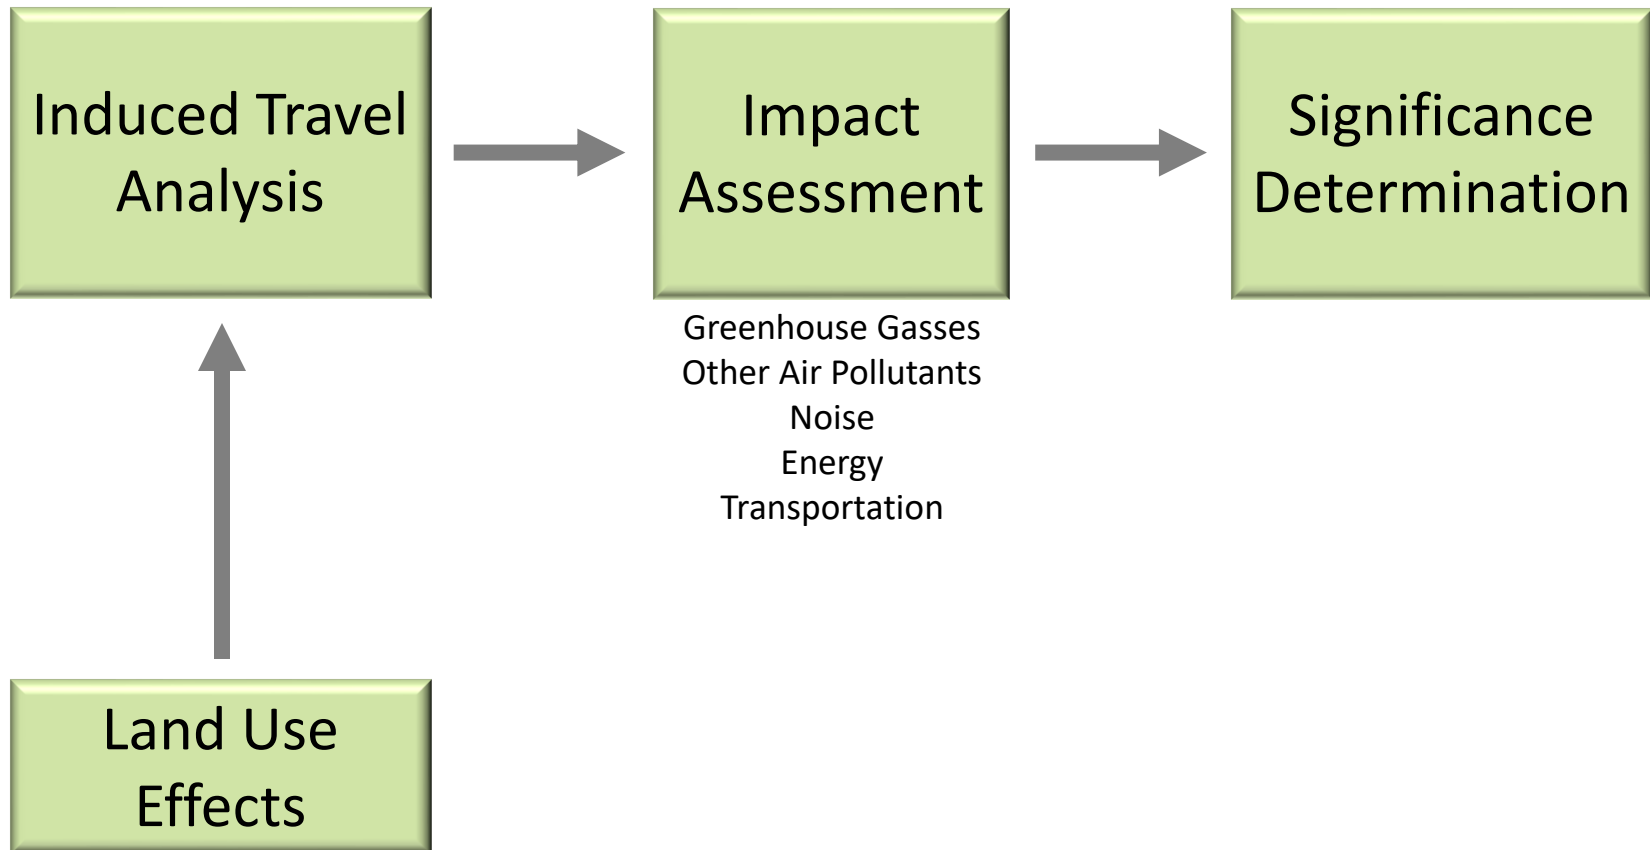 Induced Travel
Analysis
Impact
Assessment
Significance
Determination
Greenhouse Gasses
Other Air Pollutants
Noise
Energy
Transportation
Land Use
Effects